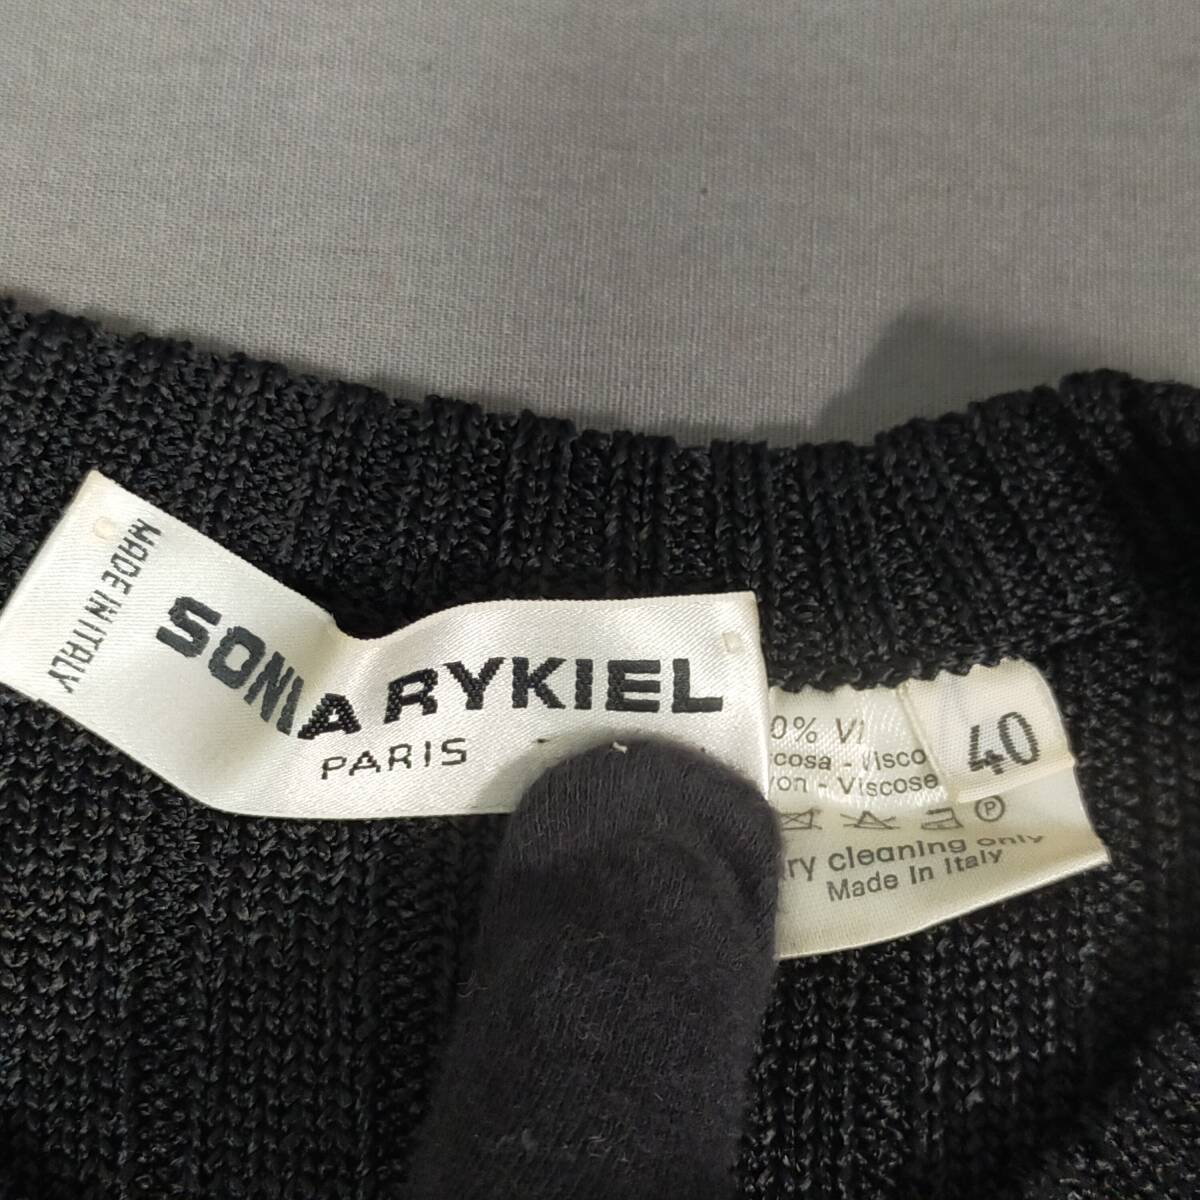 MADE IN ITALY
SONIA RYKIEL
PARIS
0% VI
cosa - Visco
yon - Viscose
40
P
ry cleaning only
Made In Italy